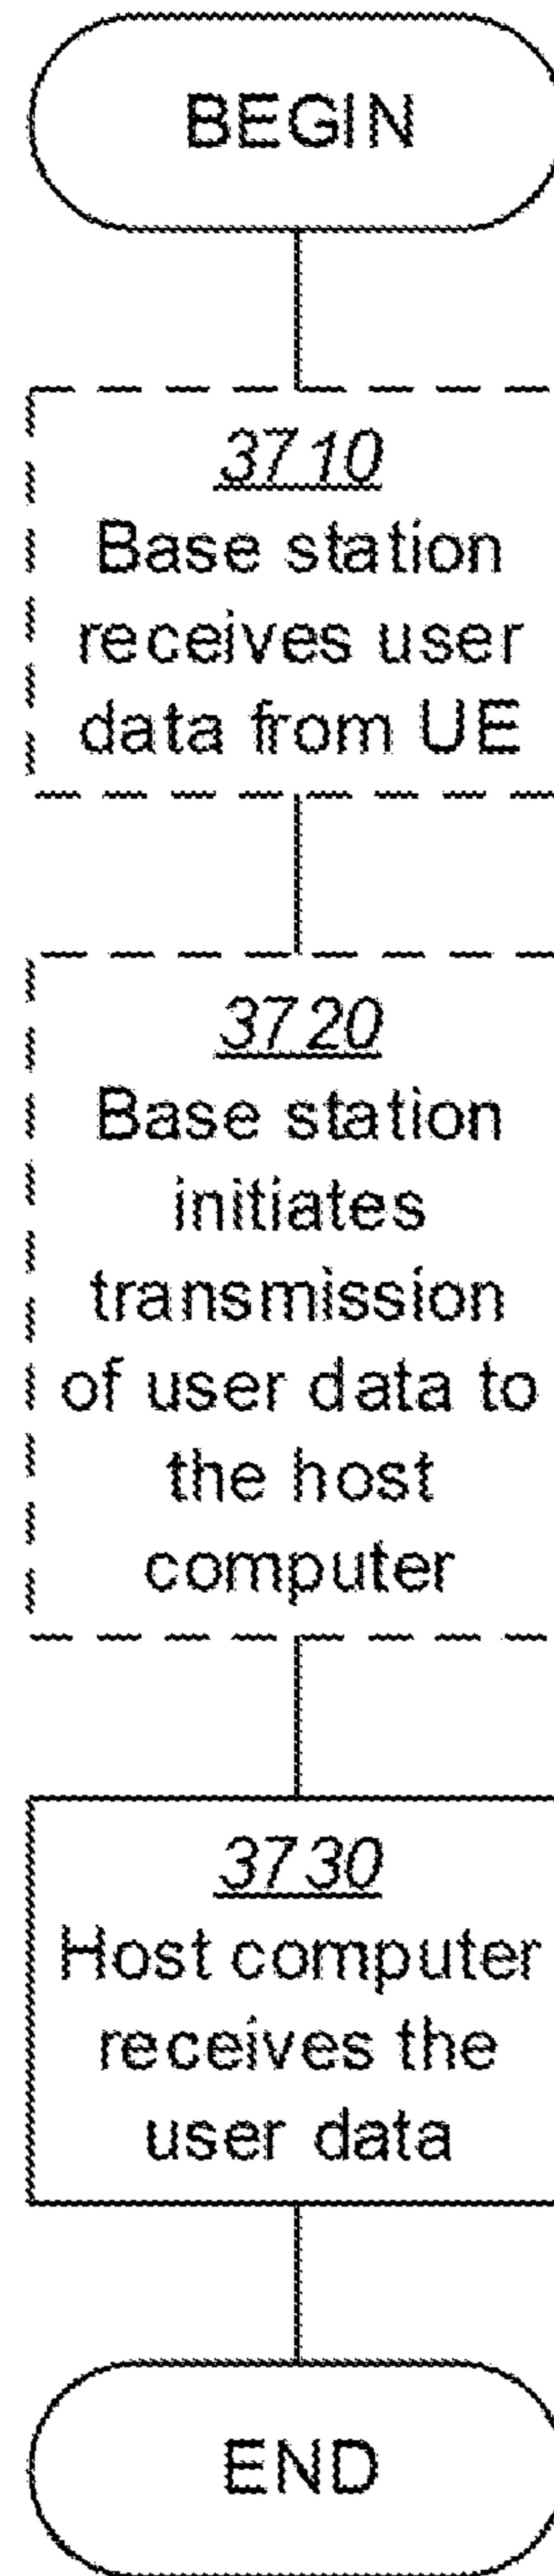 BEGIN
3710
Base station
receives user
data from UE
3720
Base station
initiates
transmission
of user data to
the host
computer
3730
Host computer
receives the
user data
END